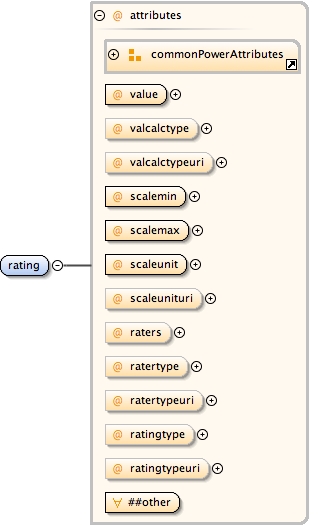 @ attributes
commonPowerAttributes
@ value
@ valcalctype
@ valcalctypeuri
@ scalemin
@ scalemax
rating
@ scaleunit
@ scaleunituri
@ raters
@ ratertype
@ ratertypeuri
@ ratingtype
@ ratingtypeuri
##other